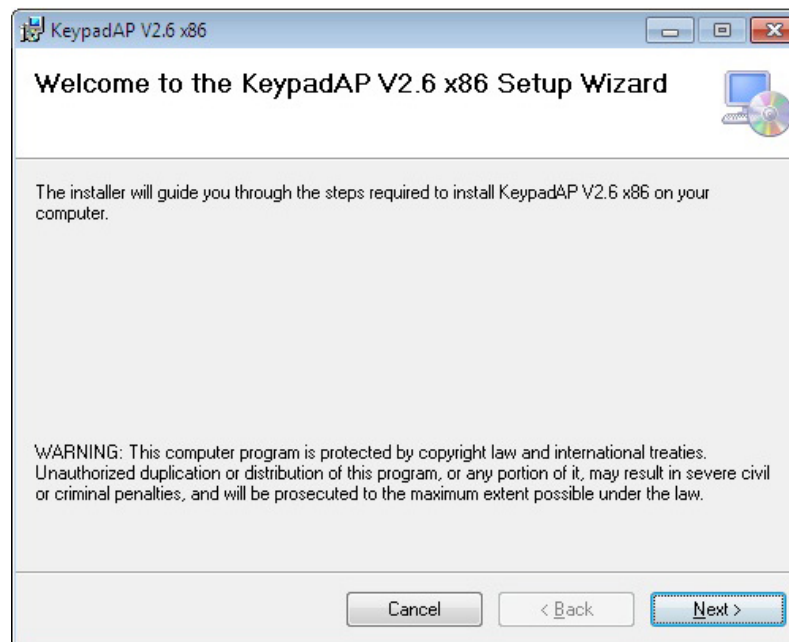 KeypadAP V2.6 x86
Welcome to the KeypadAP V2.6 x86 Setup Wizard
The installer will guide you through the steps required to install KeypadAP V2.6 x86 on your
computer.
WARNING: This computer program is protected by copyright law and international treaties.
Unauthorized duplication or distribution of this program, or any portion of it, may result in severe civil
or criminal penalties, and will be prosecuted to the maximum extent possible under the law.
Cancel
< Back
Next >